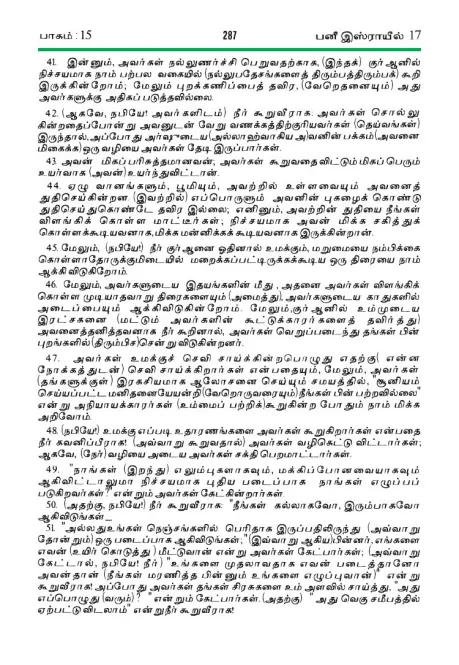 பாகம் : 15 287 பனீ இஸ்ராயீல் 17
41. இன்னும், அவர்கள் நல்லுணர்ச்சி பெறுவதற்காக, (இந்தக்) குர்ஆனில்
நிச்சயமாக நாம் பற்பல வகையில் (நல்லுபதேசங்களைத் திரும்பத்திரும்பக்) கூறி
இருக்கின்றோம்; மேலும் புறக்கணிப்பைத் தவிர, (வேறெதனையும்) அது
அவர்களுக்கு அதிகப் படுத்தவில்லை.
42. (ஆகவே, நபியே! அவர்களிடம்) நீர் கூறுவீராக: அவர்கள் சொல்லு
கின்றதைப்போன்று அவனுடன் வேறு வணக்கத்திற்குரியவர்கள் (தெய்வங்கள்)
இருந்தால், அப்போது அர்ஷுடைய (அல்லாஹ்வாகிய அ)வனின் பக்கம் (அவனை
மிகைக்க) ஒரு வழியை அவர்கள் தேடி இருப்பார்கள்.
43. அவன் மிகப் பரிசுத்தமானவன்; அவர்கள் கூறுவதை விட்டும் மிகப் பெரும்
உயர்வாக (அவன்) உயர்ந்துவிட்டான்.
44. ஏழு வானங்களும், பூமியும், அவற்றில் உள்ளவையும் அவனைத்
துதிசெய்கின்றன. (இவற்றில்) எப்பொருளும் அவனின் புகழைக் கொண்டு
துதிசெய்துகொண்டே தவிர இல்லை; எனினும், அவற்றின் துதியை நீங்கள்
விளங்கிக் கொள்ள மாட்டீர்கள்; நிச்சயமாக அவன் மிக்க சகித்துக்
கொள்ளக்கூடியவனாக, மிக்க மன்னிக்கக் கூடியவனாக இருக்கின்றான்.
45. மேலும், (நபியே!) நீர் குர்ஆனை ஓதினால் உமக்கும், மறுமையை நம்பிக்கை
கொள்ளாதோருக்குமிடையில் மறைக்கப்பட்டிருக்கக்கூடிய ஒரு திரையை நாம்
ஆக்கிவிடுகிறோம்.
46. மேலும், அவர்களுடைய இதயங்களின் மீது , அதனை அவர்கள் விளங்கிக்
கொள்ள முடியாதவாறு திரைகளையும் (அமைத்து), அவர்களுடைய காதுகளில்
அடைப்பையும் ஆக்கிவிடுகின்றோம். மேலும்,குர்ஆனில் உம்முடைய
இரட்சகனை (மட்டும் அவர்களின் கூட்டுக்காரர்களைத் தவிர்த்து)
அவனைத்தனித்தவனாக நீர் கூறினால், அவர்கள் வெறுப்படைந்து தங்கள் பின்
புறங்களில் (திரும்பிச) சென்று விடுகின்றனர்.
47. அவர்கள் உமக்குச் செவி சாய்க்கின்றபொழுது எதற்கு( என்ன
நோக்கத்துடன்) செவி சாய்க்கிறார்கள் என்பதையும், மேலும், அவர்கள்
(தங்களுக்குள்) இரகசியமாக ஆலோசனை செய்யும் சமயத்தில், "சூனியம்
செய்யப்பட்ட மனிதனையேயன்றி (வேறொருவரையும்) நீங்கள் பின் பற்றவில்லை"
என்று அநியாயக்காரர்கள் (உம்மைப் பற்றிக்) கூறுகின்ற போதும் நாம் மிக்க
அறிவோம்.
48. (நபியே!) உமக்கு எப்படி உதாரணங்களை அவர்கள் கூறுகிறார்கள் என்பதை
நீர் கவனிப்பீராக! (அவ்வாறு கூறுவதால்) அவர்கள் வழிகெட்டு விட்டார்கள்;
ஆகவே, (நேர்)வழியை அடைய அவர்கள் சக்தி பெறமாட்டார்கள்.
49. "நாங்கள் (இறந்து) எலும்புகளாகவும், மக்கிப்போனவையாகவும்
ஆகிவிட்டாலுமா நிச்சயமாக புதிய படைப்பாக நாங்கள் எழுப்பப்
படுகிறவர்கள்?" என்றும் அவர்கள் கேட்கின்றார்கள்.
50. (அதற்கு, நபியே!) நீர் கூறுவீராக: "நீங்கள் கல்லாகவோ, இரும்பாகவோ
ஆகிவிடுங்கள்_
51. "அல்லது உங்கள் நெஞ்சங்களில் பெரிதாக இருப்பதிலிருந்து (அவ்வாறு
தோன்றும்) ஒரு படைப்பாக ஆகிவிடுங்கள்;" (இவ்வாறு ஆகிய)பின்னர், எங்களை
எவன் (உயிர் கொடுத்து) மீட்டுவான் என்று அவர்கள் கேட்பார்கள்; (அவ்வாறு
கேட்டால், நபியே! நீர்) "உங்களை முதலாவதாக எவன் படைத்தானோ
அவன்தான் (நீங்கள் மரணித்த பின்னும் உங்களை எழுப்புவான்)" என்று
கூறுவீராக! அப்போது அவர்கள் தங்கள் சிரசுகளை உம் அளவில் சாய்த்து, "அது
எப்பொழுது (வரும்) ?" என்றும் கேட்பார்கள். (அதற்கு) "அது வெகு சமீபத்தில்
ஏற்பட்டுவிடலாம்" என்று நீர் கூறுவீராக!